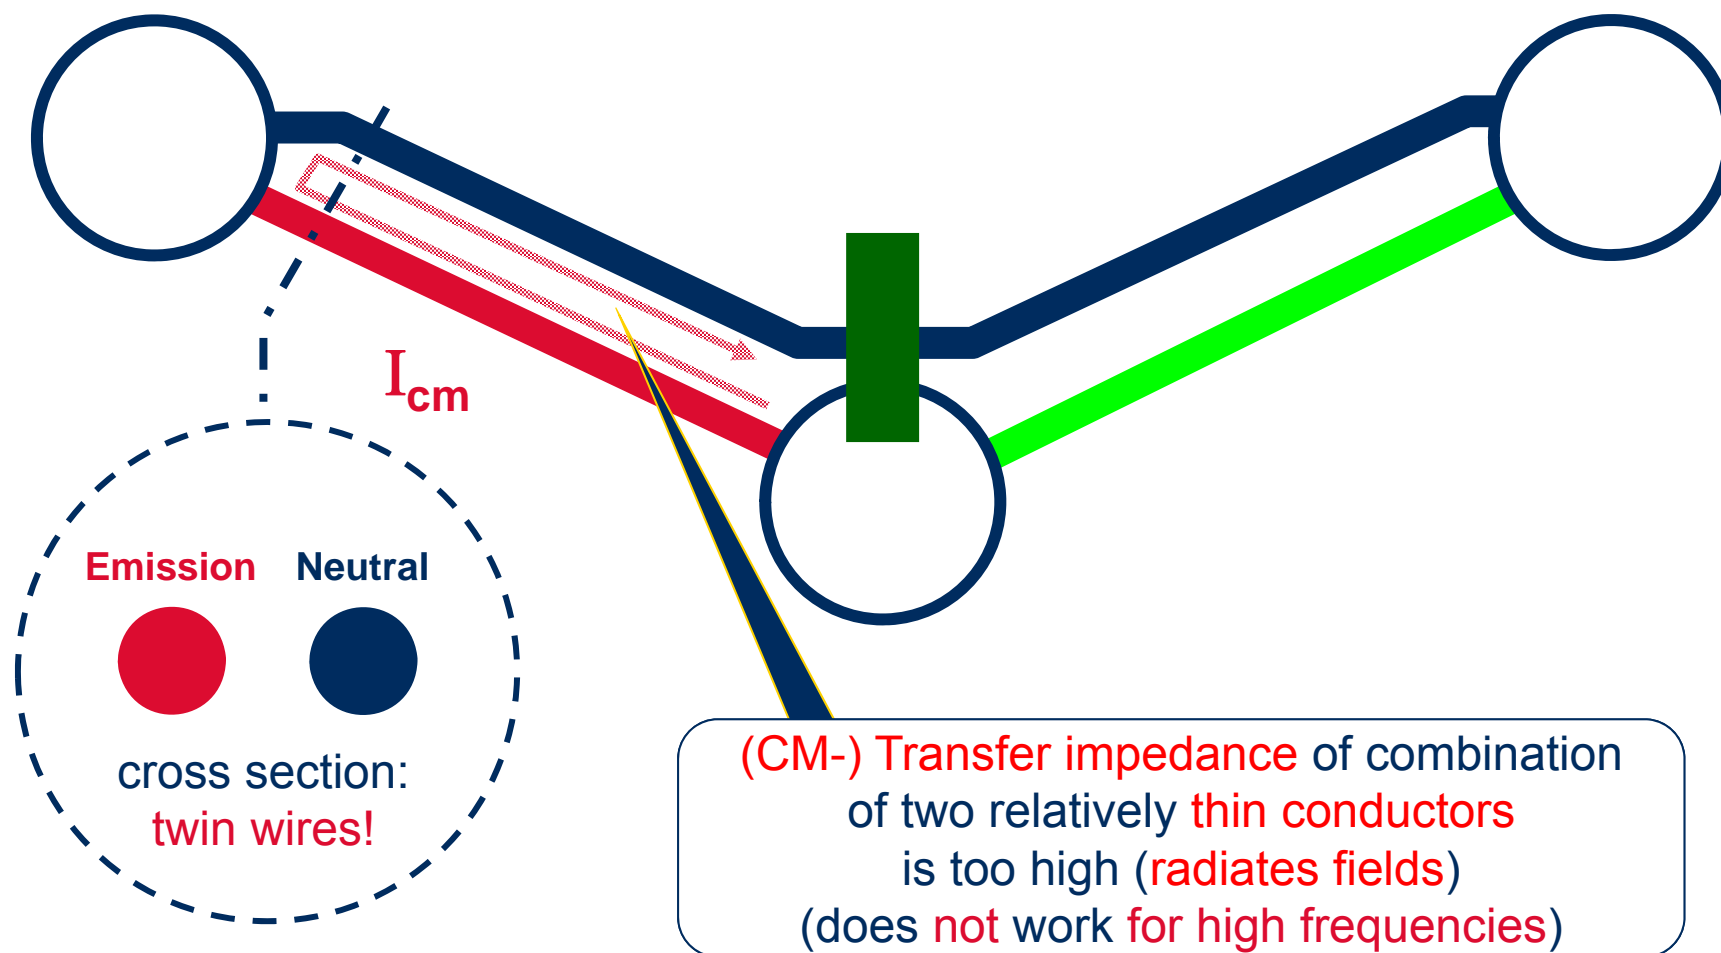 Icm
Emission Neutral
cross section:
twin wires!
(CM-) Transfer impedance of combination
of two relatively thin conductors
is too high (radiates fields)
(does not work for high frequencies)